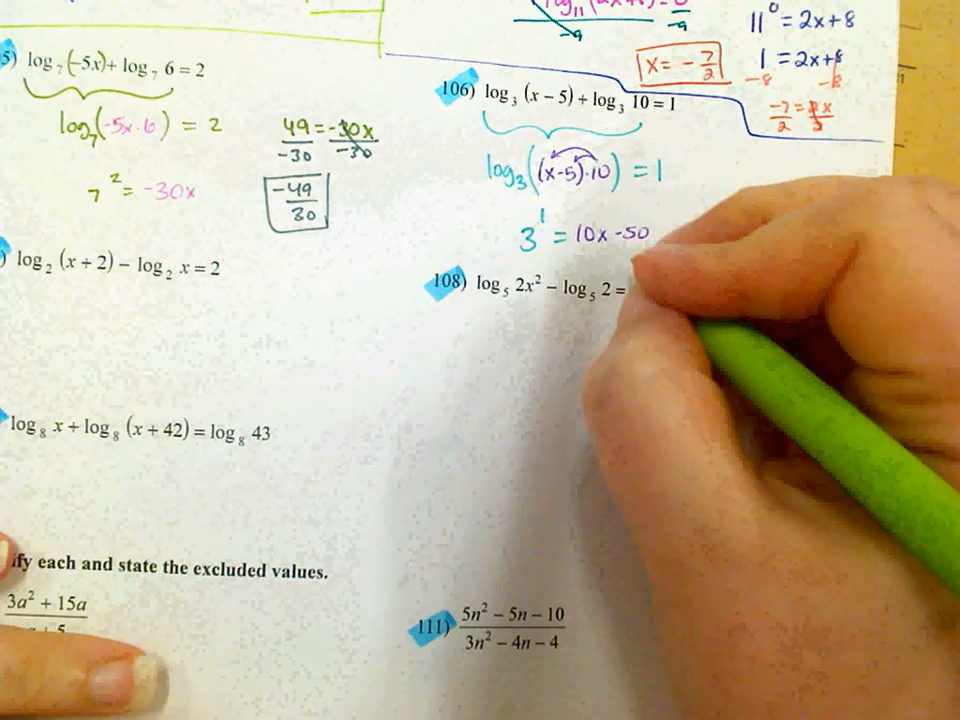 11⁰ = 2x+8
1 = 2x+8
-8 -8
-7/2 = 2x/2
x = -7/2
-9 -9
5) log₇ (-5x) + log₇ 6 = 2
log₇(-5x·6) = 2
7² = -30x
49 = -30x
-30 -30
-49/30
106) log₃ (x – 5) + log₃ 10 = 1
log₃((x-5)·10) = 1
3¹ = 10x -50
) log₂ (x + 2) – log₂ x = 2
108) log₅ 2x² – log₅ 2 =
log₈ x + log₈ (x + 42) = log₈ 43
ify each and state the excluded values.
3a² + 15a
111) 5n² – 5n – 10
3n² – 4n – 4